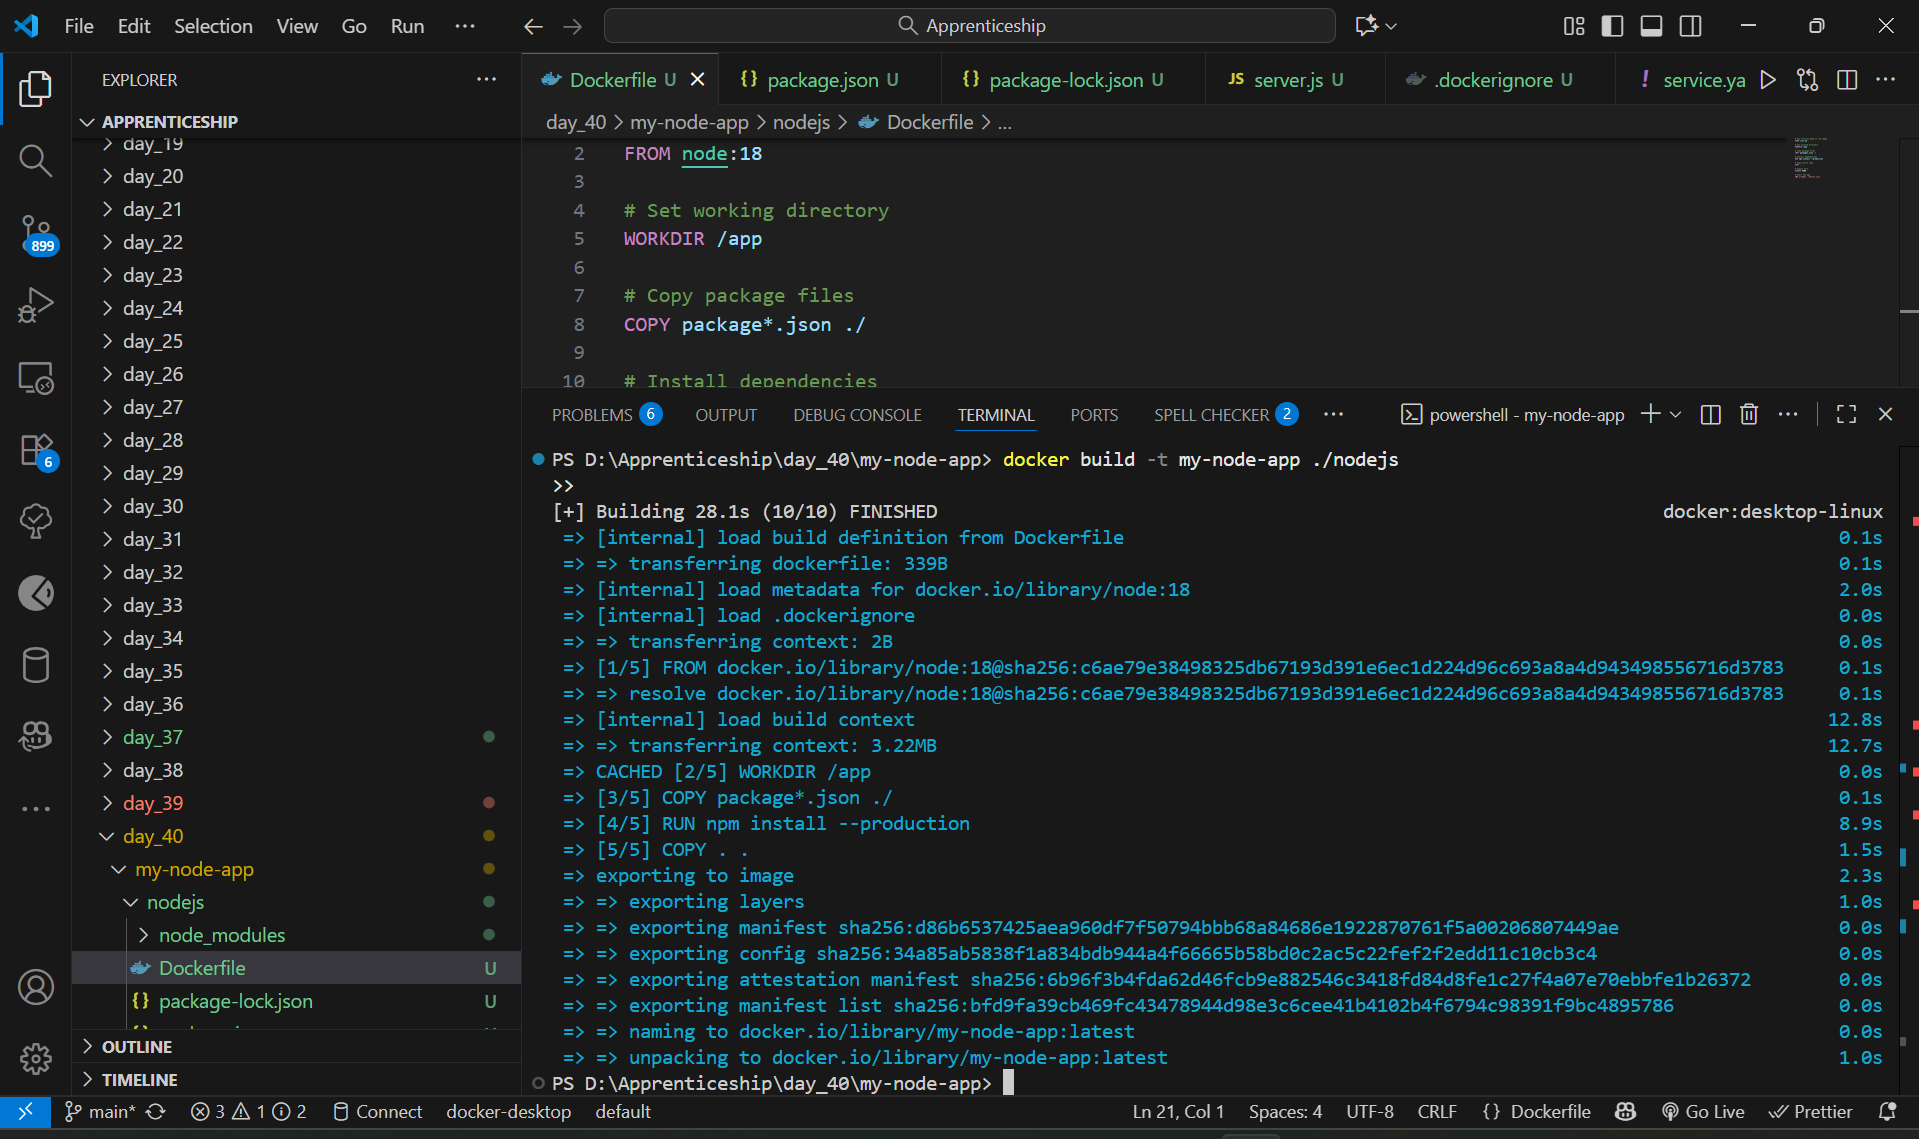 File Edit Selection View Go Run
Apprenticeship
EXPLORER
APPRENTICESHIP
day_19
day_20
day_21
day_22
day_23
day_24
day_25
day_26
day_27
day_28
day_29
day_30
day_31
day_32
day_33
day_34
day_35
day_36
day_37
day_38
day_39
day_40
my-node-app
nodejs
node_modules
Dockerfile U
{} package-lock.json U
OUTLINE
TIMELINE
899
6
Dockerfile U
{} package.json U
{} package-lock.json U
JS server.js U
.dockerignore U
! service.ya
day_40 > my-node-app > nodejs > Dockerfile > ...
2 FROM node:18
3
4 # Set working directory
5 WORKDIR /app
6
7 # Copy package files
8 COPY package*.json ./
9
10 # Install dependencies
PROBLEMS 6 OUTPUT DEBUG CONSOLE TERMINAL PORTS SPELL CHECKER 2 ... powershell - my-node-app
PS D:\Apprenticeship\day_40\my-node-app> docker build -t my-node-app ./nodejs
>>
[+] Building 28.1s (10/10) FINISHED docker:desktop-linux
=> [internal] load build definition from Dockerfile 0.1s
=> => transferring dockerfile: 339B 0.1s
=> [internal] load metadata for docker.io/library/node:18 2.0s
=> [internal] load .dockerignore 0.0s
=> => transferring context: 2B 0.0s
=> [1/5] FROM docker.io/library/node:18@sha256:c6ae79e38498325db67193d391e6ec1d224d96c693a8a4d943498556716d3783 0.1s
=> => resolve docker.io/library/node:18@sha256:c6ae79e38498325db67193d391e6ec1d224d96c693a8a4d943498556716d3783 0.1s
=> [internal] load build context 12.8s
=> => transferring context: 3.22MB 12.7s
=> CACHED [2/5] WORKDIR /app 0.0s
=> [3/5] COPY package*.json ./ 0.1s
=> [4/5] RUN npm install --production 8.9s
=> [5/5] COPY . . 1.5s
=> exporting to image 2.3s
=> => exporting layers 1.0s
=> => exporting manifest sha256:d86b6537425aea960df7f50794bbb68a84686e1922870761f5a00206807449ae 0.0s
=> => exporting config sha256:34a85ab5838f1a834bdb944a4f66665b58bd0c2ac5c22fef2f2edd11c10cb3c4 0.0s
=> => exporting attestation manifest sha256:6b96f3b4fda62d46fcb9e882546c3418fd84d8fe1c27f4a07e70ebbfe1b26372 0.0s
=> => exporting manifest list sha256:bfd9fa39cb469fc43478944d98e3c6cee41b4102b4f6794c98391f9bc4895786 0.0s
=> => naming to docker.io/library/my-node-app:latest 0.0s
=> => unpacking to docker.io/library/my-node-app:latest 1.0s
PS D:\Apprenticeship\day_40\my-node-app>
main* 3 1 2 Connect docker-desktop default Ln 21, Col 1 Spaces: 4 UTF-8 CRLF {} Dockerfile Go Live Prettier